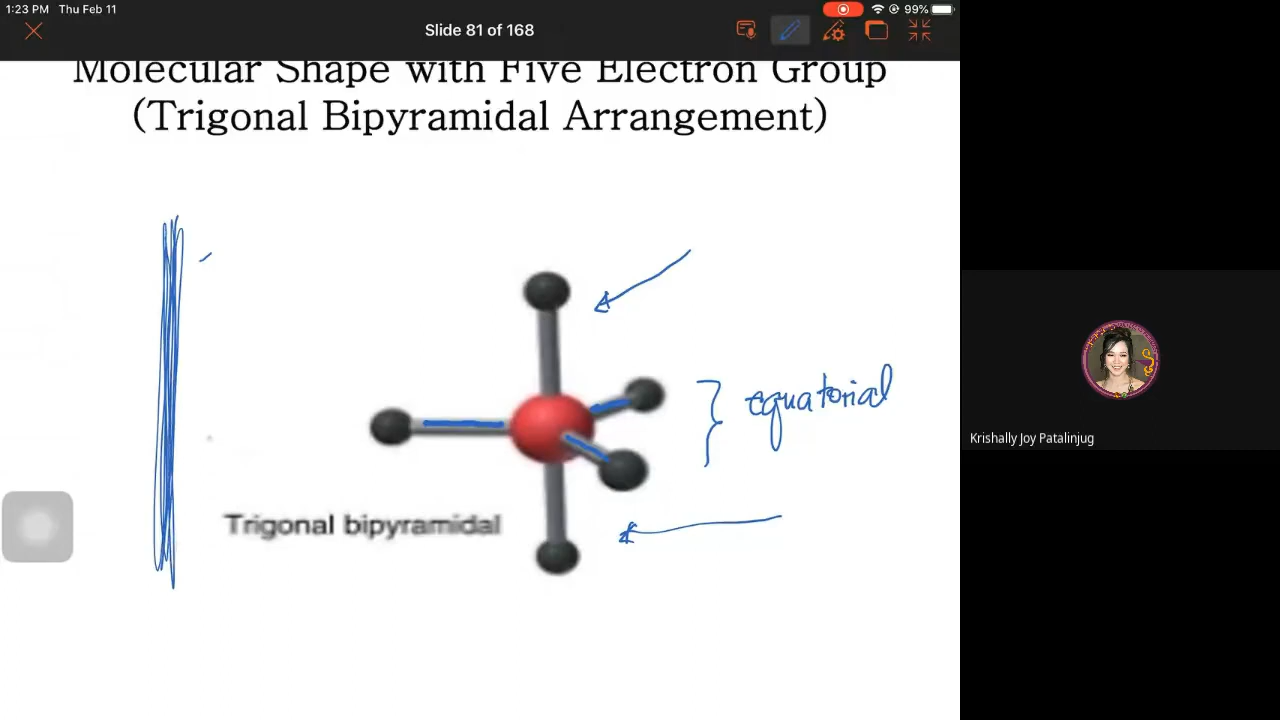 1:23 PM Thu Feb 11
99%
Slide 81 of 168
Molecular Shape with Five Electron Group
(Trigonal Bipyramidal Arrangement)
equatorial
Trigonal bipyramidal
Krishally Joy Patalinjug